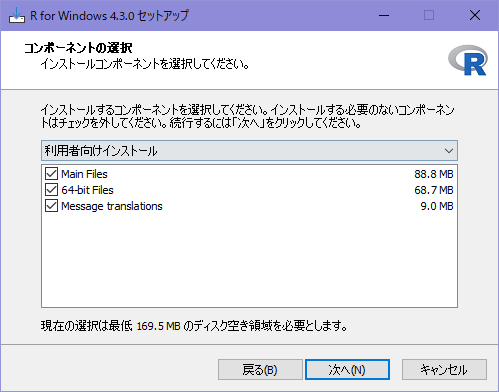 R for Windows 4.3.0 セットアップ
コンポーネントの選択
インストールコンポーネントを選択してください。
R
インストールするコンポーネントを選択してください。インストールする必要のないコンポーネン
トはチェックを外してください。続行するには「次へ」をクリックしてください。
利用者向けインストール
Main Files 88.8 MB
64-bit Files 68.7 MB
Message translations 9.0 MB
現在の選択は最低 169.5 MB のディスク空き領域を必要とします。
戻る(B) 次へ(N) キャンセル